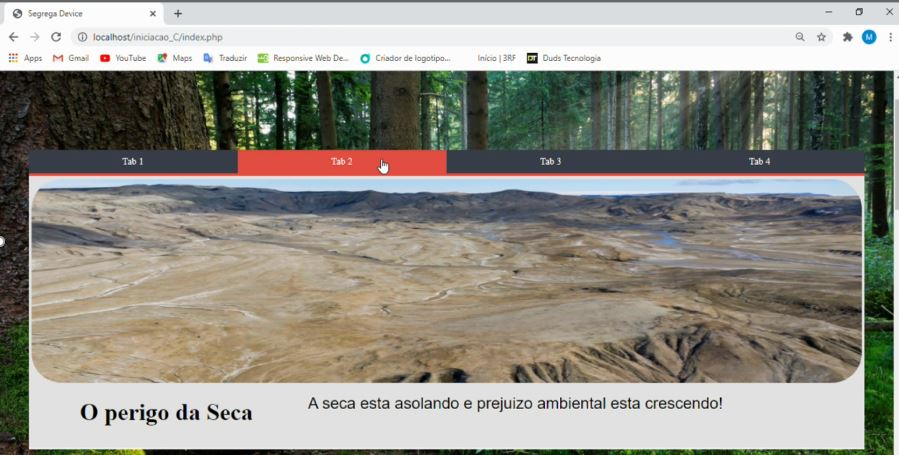 Segrega Device
localhost/iniciacao_C/index.php
M
Apps Gmail YouTube Maps Traduzir Responsive Web De... Criador de logotipo... Início | 3RF Duds Tecnologia
Tab 1 Tab 2 Tab 3 Tab 4
O perigo da Seca
A seca esta asolando e prejuizo ambiental esta crescendo!